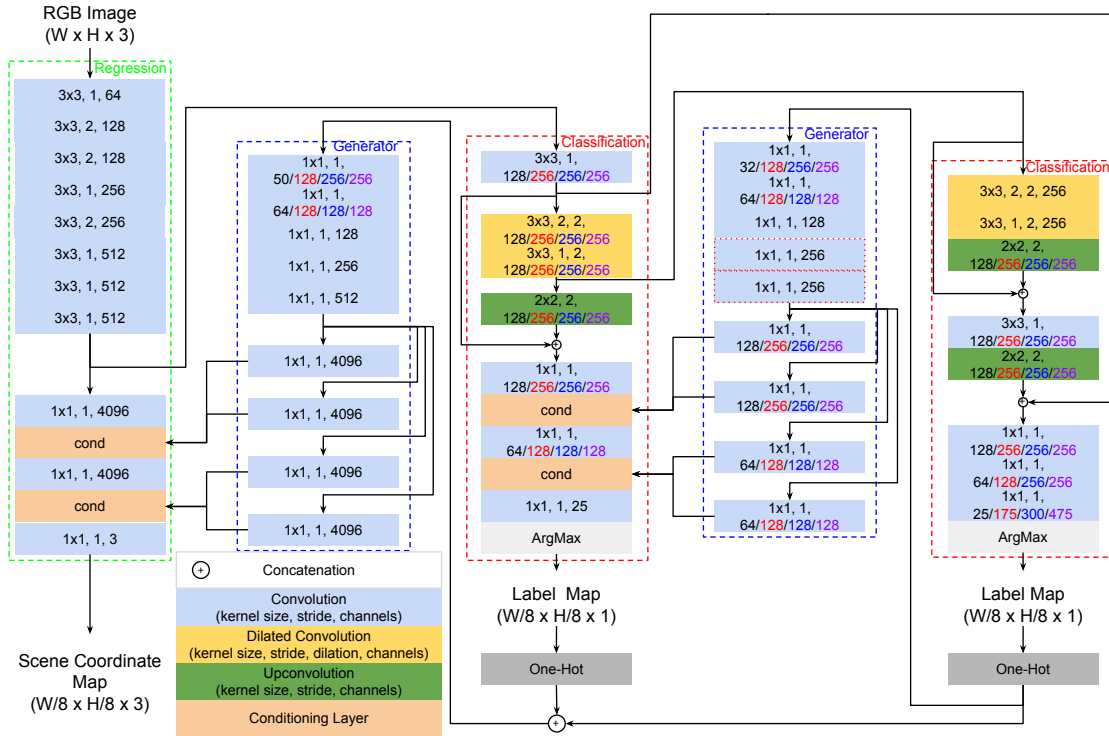 RGB Image
(W x H x 3)
Regression
3x3, 1, 64
3x3, 2, 128
3x3, 2, 128
3x3, 1, 256
3x3, 2, 256
3x3, 1, 512
3x3, 1, 512
3x3, 1, 512
1x1, 1, 4096
cond
1x1, 1, 4096
cond
1x1, 1, 3
Scene Coordinate
Map
(W/8 x H/8 x 3)
Generator
1x1, 1,
50/128/256/256
1x1, 1,
64/128/128/128
1x1, 1, 128
1x1, 1, 256
1x1, 1, 512
1x1, 1, 4096
1x1, 1, 4096
1x1, 1, 4096
1x1, 1, 4096
+
Concatenation
Convolution
(kernel size, stride, channels)
Dilated Convolution
(kernel size, stride, dilation, channels)
Upconvolution
(kernel size, stride, channels)
Conditioning Layer
Classification
3x3, 1,
128/256/256/256
3x3, 2, 2,
128/256/256/256
3x3, 1, 2,
128/256/256/256
2x2, 2,
128/256/256/256
+
1x1, 1,
128/256/256/256
cond
1x1, 1,
64/128/128/128
cond
1x1, 1, 25
ArgMax
Label Map
(W/8 x H/8 x 1)
One-Hot
+
Generator
1x1, 1,
32/128/256/256
1x1, 1,
64/128/128/128
1x1, 1, 128
1x1, 1, 256
1x1, 1, 256
1x1, 1,
128/256/256/256
1x1, 1,
128/256/256/256
1x1, 1,
64/128/128/128
1x1, 1,
64/128/128/128
Classification
3x3, 2, 2, 256
3x3, 1, 2, 256
2x2, 2,
128/256/256/256
+
3x3, 1,
128/256/256/256
2x2, 2,
128/256/256/256
+
1x1, 1,
128/256/256/256
1x1, 1,
64/128/256/256
1x1, 1,
25/175/300/475
ArgMax
Label Map
(W/8 x H/8 x 1)
One-Hot